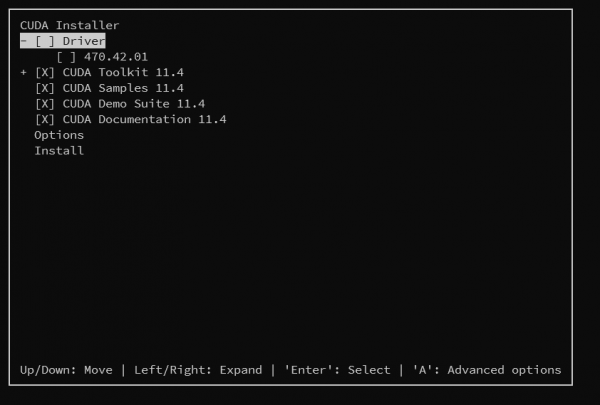 CUDA Installer
- [ ] Driver
[ ] 470.42.01
+ [X] CUDA Toolkit 11.4
[X] CUDA Samples 11.4
[X] CUDA Demo Suite 11.4
[X] CUDA Documentation 11.4
Options
Install
Up/Down: Move | Left/Right: Expand | 'Enter': Select | 'A': Advanced options